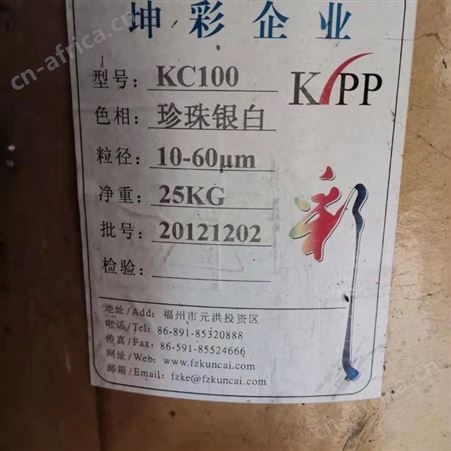 坤彩企业
型号: KC100
色相: 珍珠银白
粒径: 10-60μm
净重: 25KG
批号: 20121202
检验:
KPP
彩
地址/Add: 福州市元洪投资区
电话/Tel: 86-891-85320888
传真/Fax: 86-591-85524666
网址/Web: www.fzkuncai.com
邮箱/Email: fzke@fzkuncai.com
cn-africa.com